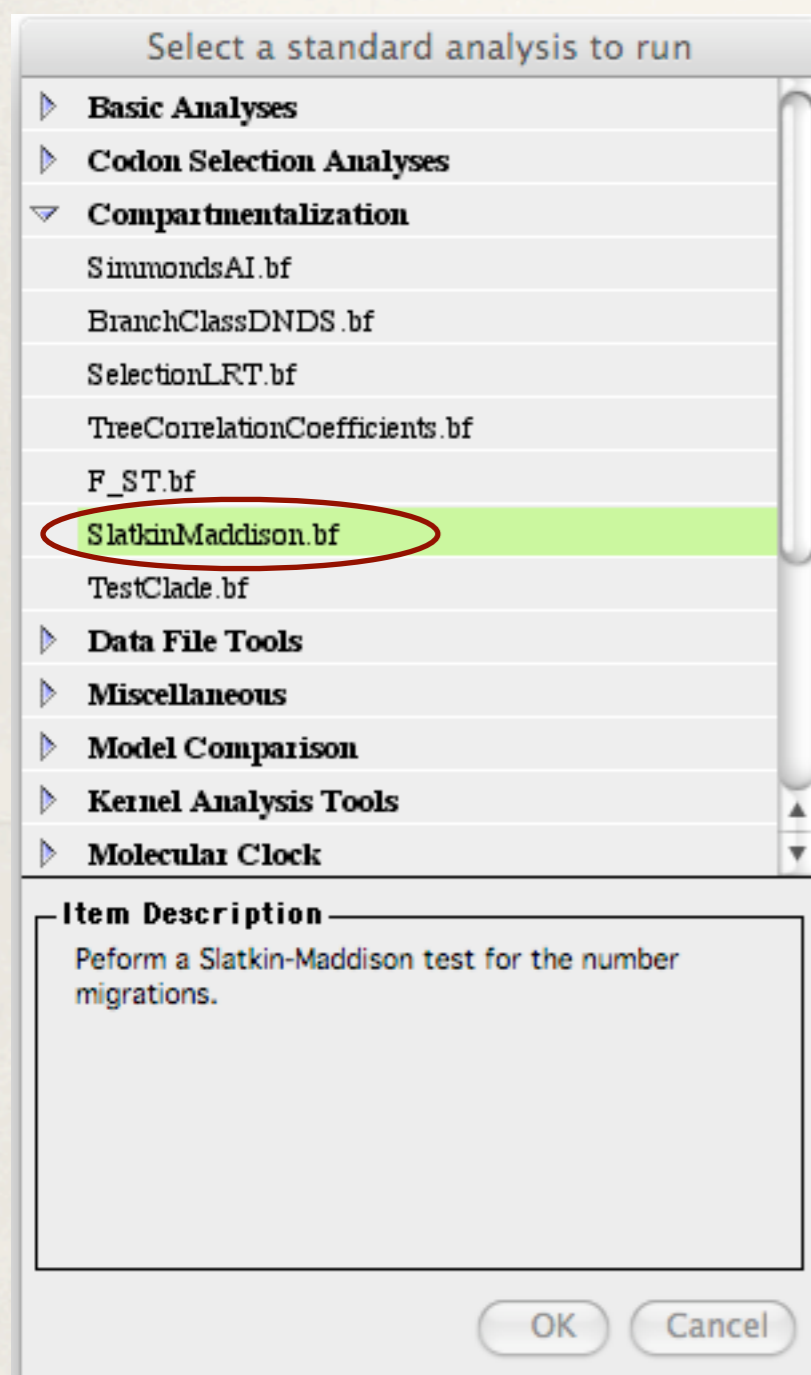 Select a standard analysis to run
Basic Analyses
Codon Selection Analyses
Compartmentalization
SimmondsAI.bf
BranchClassDNDS.bf
SelectionLRT.bf
TreeCorrelationCoefficients.bf
F_ST.bf
SlatkinMaddison.bf
TestClade.bf
Data File Tools
Miscellaneous
Model Comparison
Kernel Analysis Tools
Molecular Clock
Item Description
Peform a Slatkin-Maddison test for the number
migrations.
OK Cancel